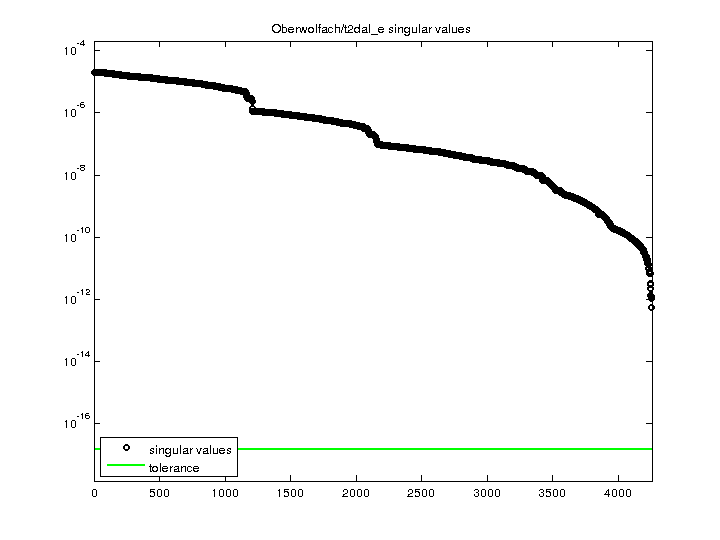 Oberwolfach/t2dal_e singular values
10^-4
10^-6
10^-8
10^-10
10^-12
10^-14
10^-16
singular values
tolerance
0 500 1000 1500 2000 2500 3000 3500 4000